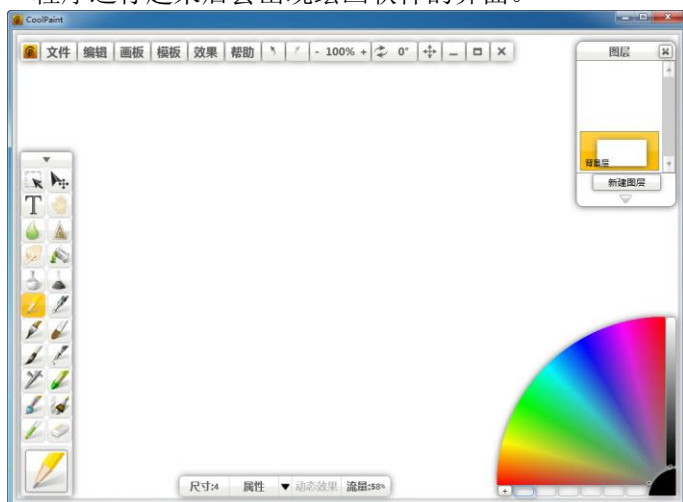 程序运行起来后会出现绘画软件的界面。
CoolPaint
文件 编辑 画板 模板 效果 帮助 - 100% + 0°
图层
背景层
新建图层
T
尺寸:4 属性 动态效果 流量:58%